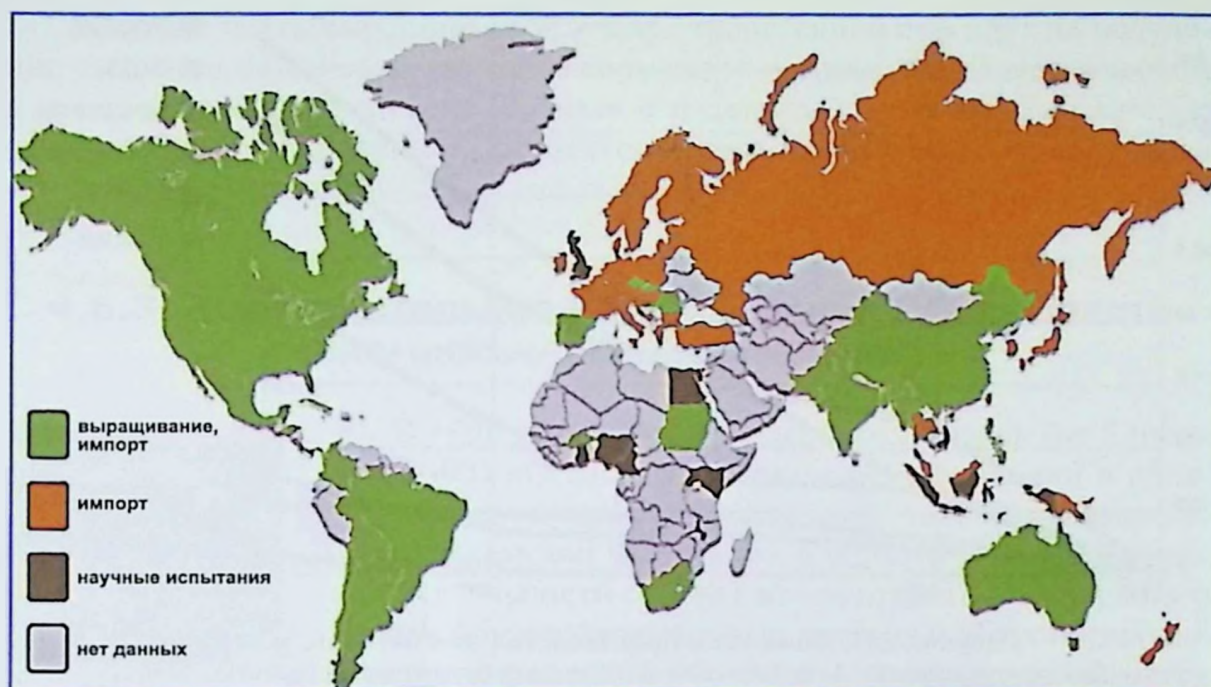 выращивание,
импорт
импорт
научные испытания
нет данных